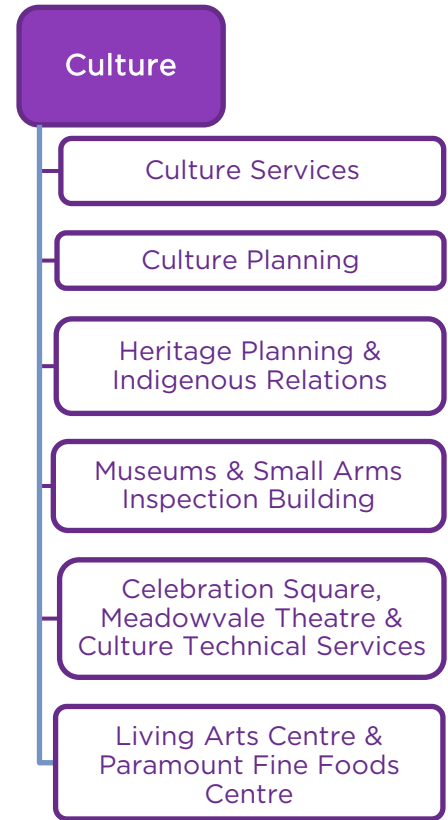 Culture
Culture Services
Culture Planning
Heritage Planning &
Indigenous Relations
Museums & Small Arms
Inspection Building
Celebration Square,
Meadowvale Theatre &
Culture Technical Services
Living Arts Centre &
Paramount Fine Foods
Centre